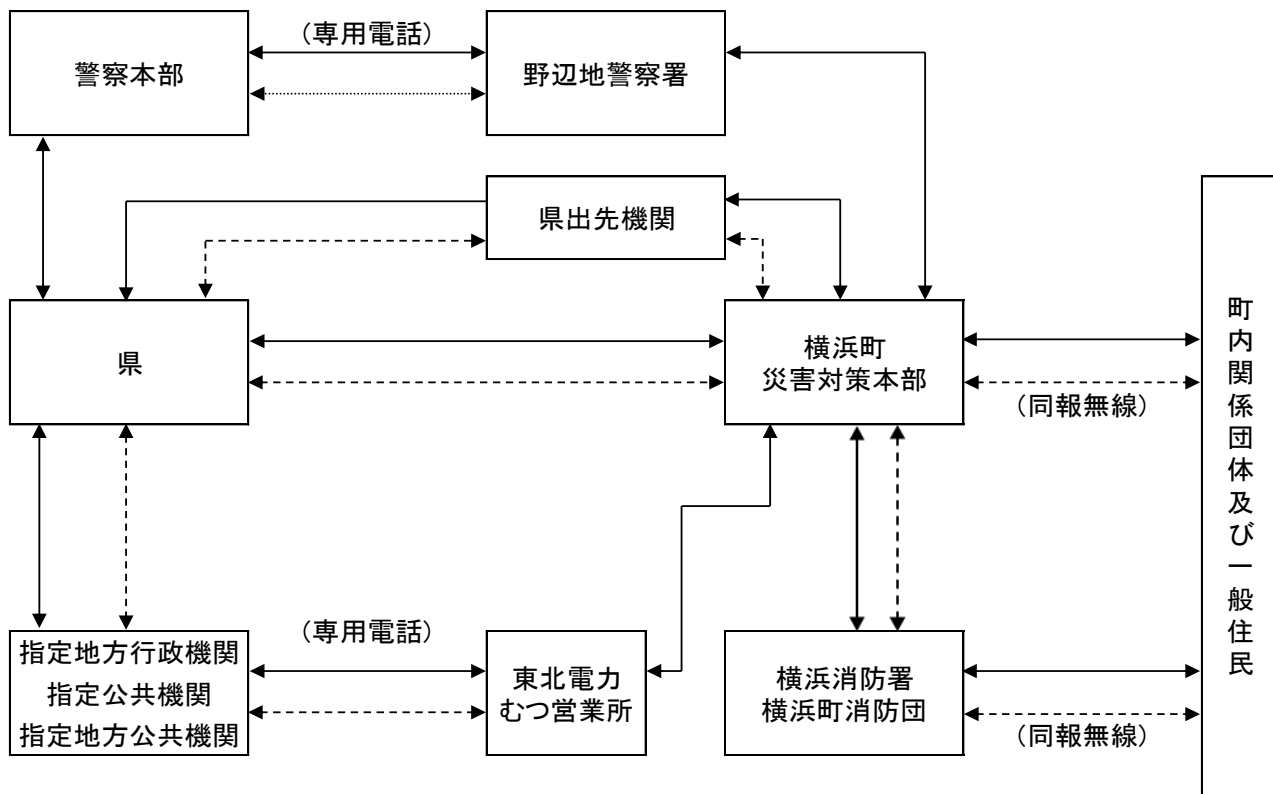 （専用電話）
警察本部
野辺地警察署
県出先機関
県
横浜町
災害対策本部
（同報無線）
町内関係団体及び一般住民
指定地方行政機関
指定公共機関
指定地方公共機関
（専用電話）
東北電力
むつ営業所
横浜消防署
横浜町消防団
（同報無線）